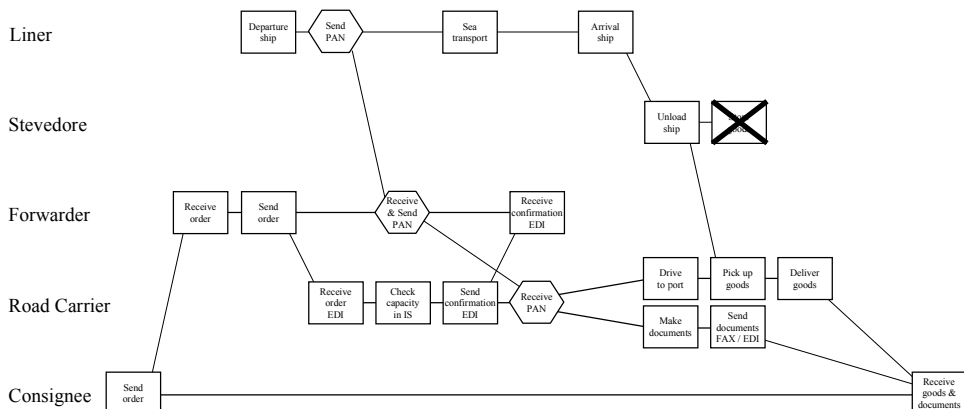 Liner
Departure
ship
Send
PAN
Sea
transport
Arrival
ship
Stevedore
Unload
ship
Forwarder
Receive
order
Send
order
Receive
& Send
PAN
Receive
confirmation
EDI
Road Carrier
Receive
order
EDI
Check
capacity
in IS
Send
confirmation
EDI
Receive
PAN
Drive
to port
Pick up
goods
Deliver
goods
Make
documents
Send
documents
FAX / EDI
Consignee
Send
order
Receive
goods &
documents